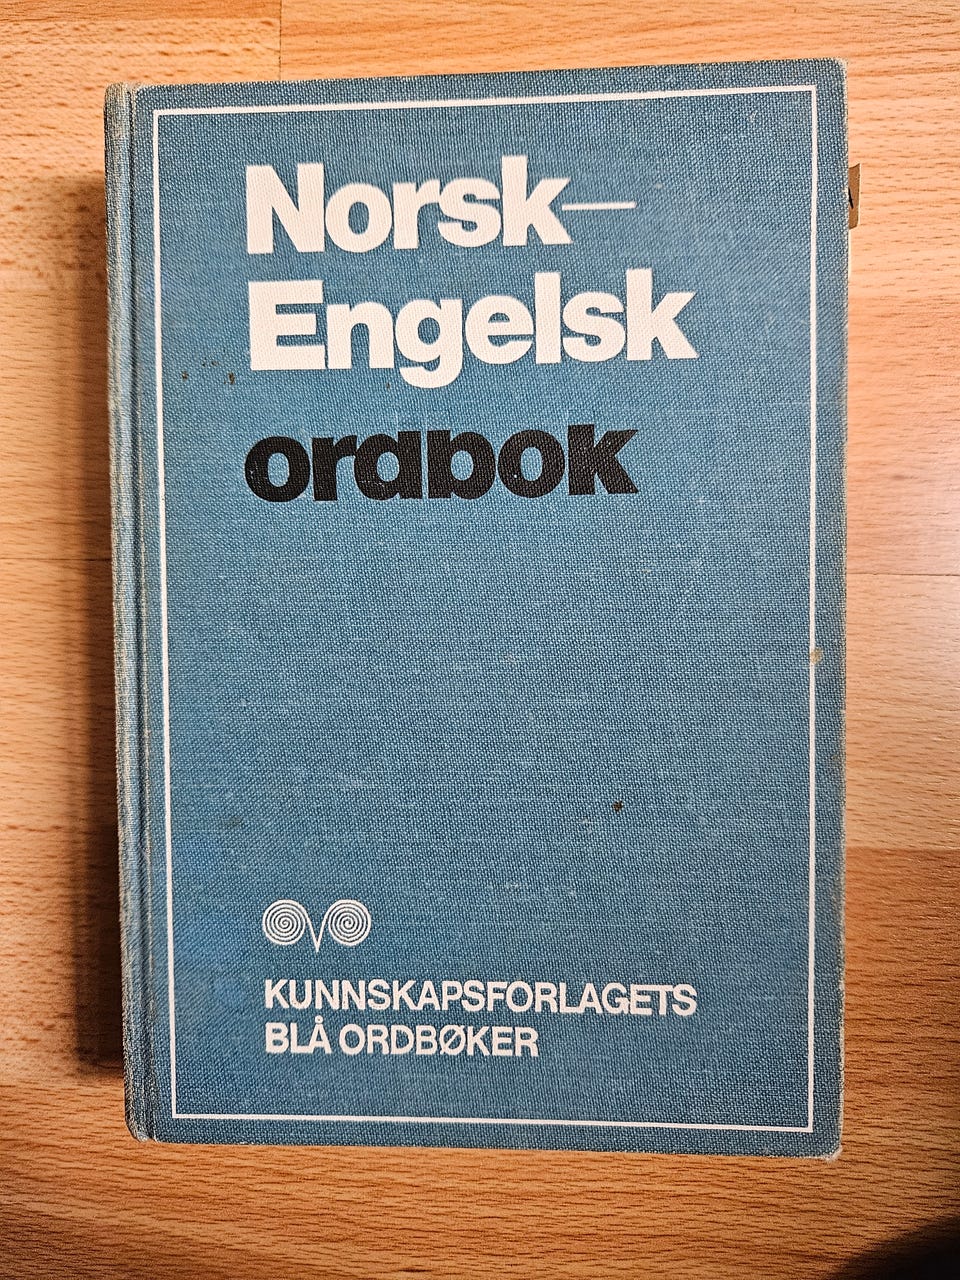 Norsk–
Engelsk
ordbok
KUNNSKAPSFORLAGETS
BLÅ ORDBØKER